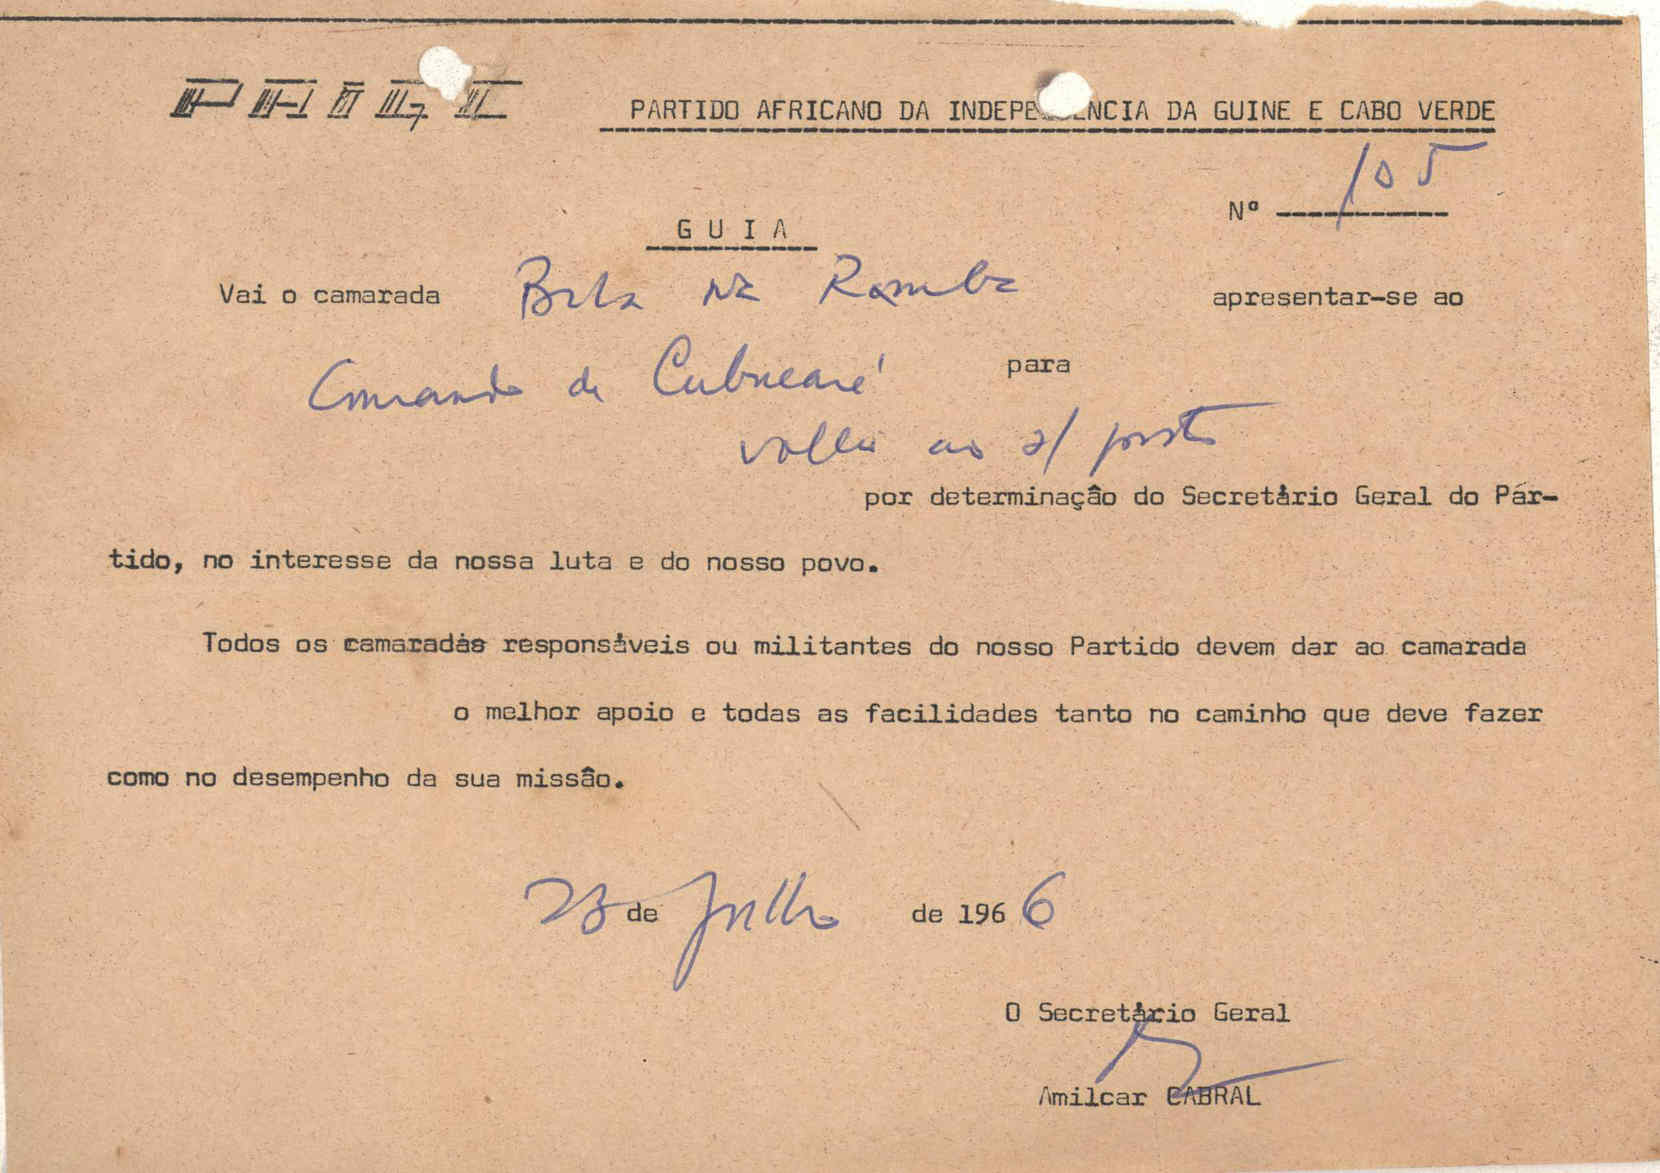 PAIGC PARTIDO AFRICANO DA INDEPE NCIA DA GUINE E CABO VERDE
Nº 105
GUIA
Vai o camarada Bula na Ramba apresentar-se ao
Comando de Cubucaré para
voltar ao s/ posto
por determinação do Secretário Geral do Par-
tido, no interesse da nossa luta e do nosso povo.
Todos os camaradas responsáveis ou militantes do nosso Partido devem dar ao camarada
o melhor apoio e todas as facilidades tanto no caminho que deve fazer
como no desempenho da sua missão.
23 de Julho de 1966
O Secretário Geral
Amilcar CABRAL